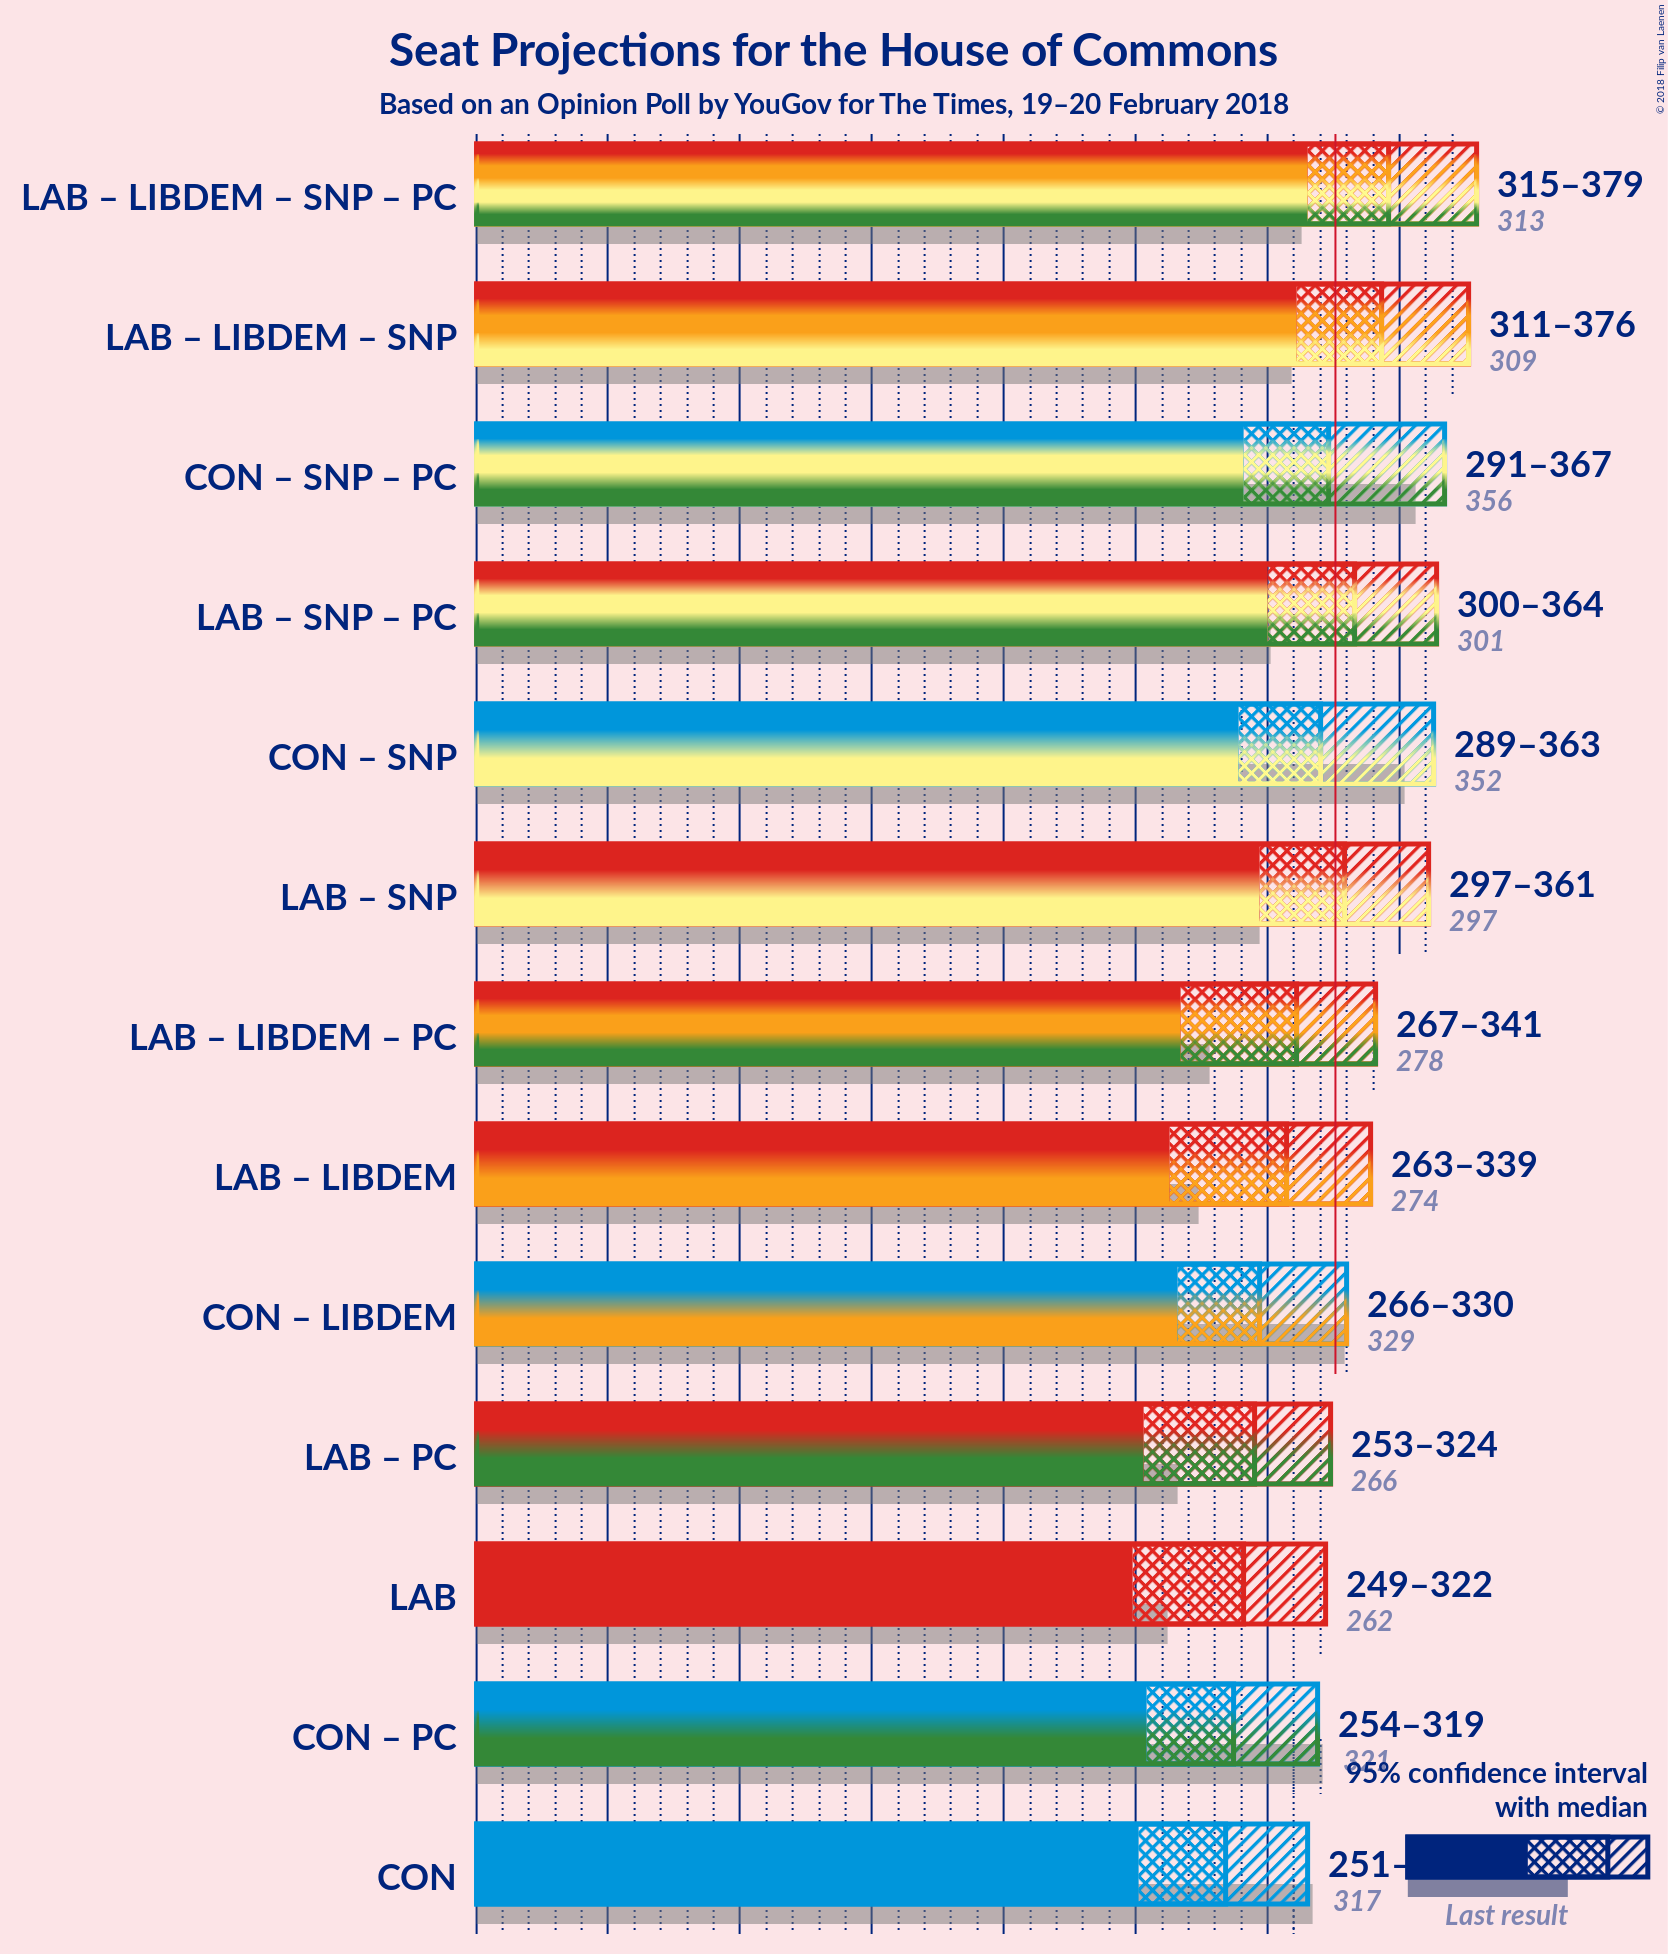 © 2018 Filip van Laenen
Seat Projections for the House of Commons
Based on an Opinion Poll by YouGov for The Times, 19–20 February 2018
LAB – LIBDEM – SNP – PC
315–379
313
LAB – LIBDEM – SNP
311–376
309
CON – SNP – PC
291–367
356
LAB – SNP – PC
300–364
301
CON – SNP
289–363
352
LAB – SNP
297–361
297
LAB – LIBDEM – PC
267–341
278
LAB – LIBDEM
263–339
274
CON – LIBDEM
266–330
329
LAB – PC
253–324
266
LAB
249–322
262
CON – PC
254–319
321
95% confidence interval
with median
CON
251–
317
Last result